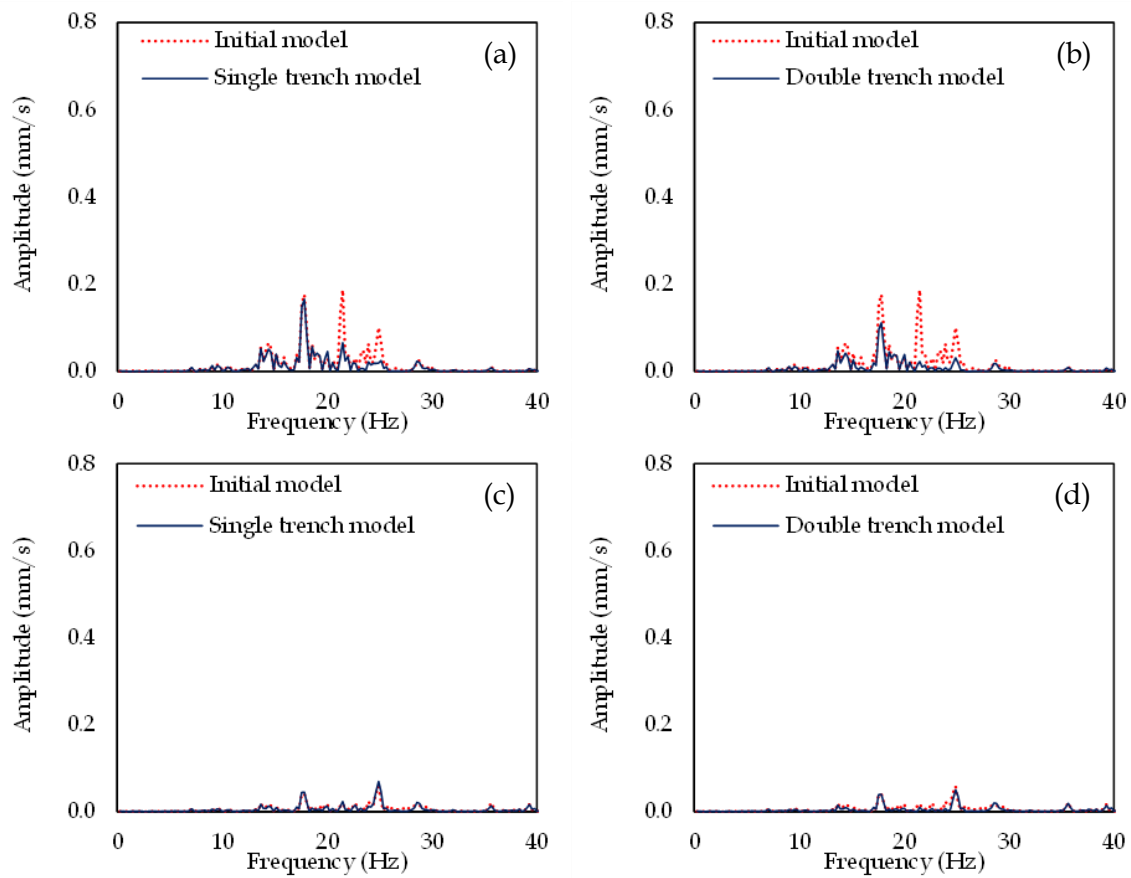 0.8
Initial model
(a)
Single trench model
0.6
0.4
0.2
0.0
Amplitude (mm/s)
0 10 20 30 40
Frequency (Hz)
0.8
Initial model
(b)
Double trench model
0.6
0.4
0.2
0.0
Amplitude (mm/s)
0 10 20 30 40
Frequency (Hz)
0.8
Initial model
(c)
Single trench model
0.6
0.4
0.2
0.0
Amplitude (mm/s)
0 10 20 30 40
Frequency (Hz)
0.8
Initial model
(d)
Double trench model
0.6
0.4
0.2
0.0
Amplitude (mm/s)
0 10 20 30 40
Frequency (Hz)